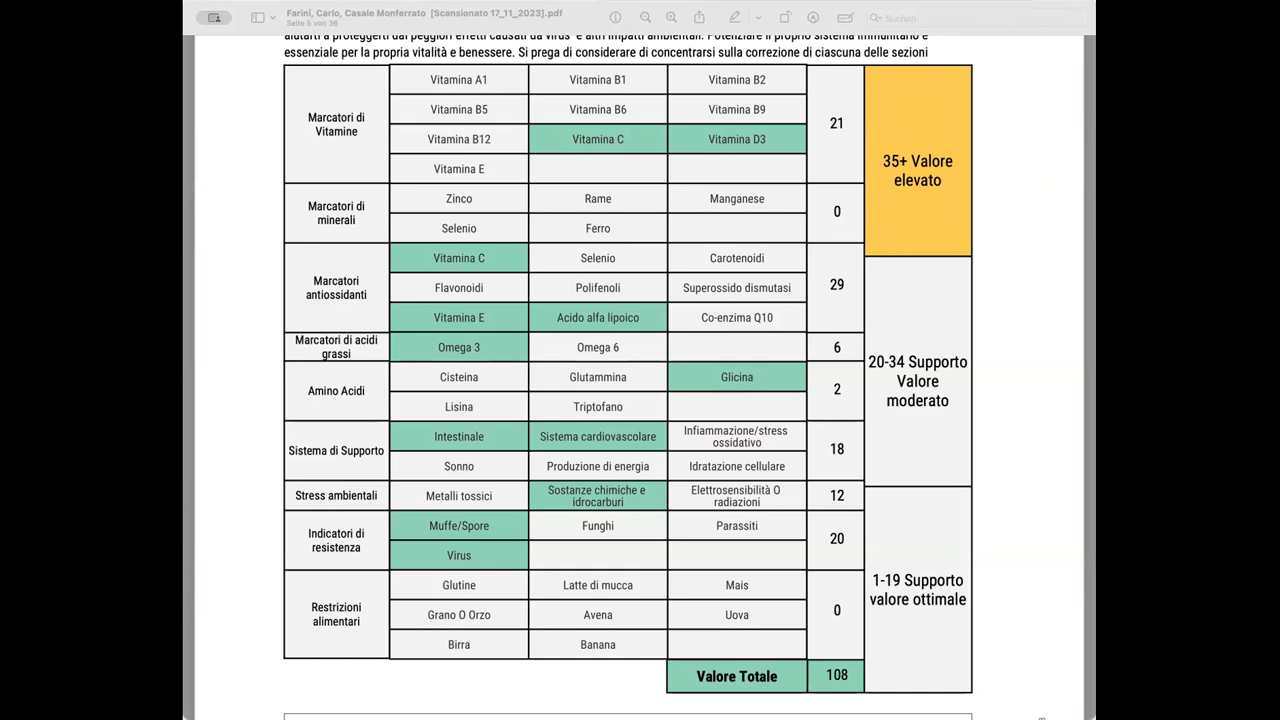 Farini, Carlo, Casale Monferrato [Scansionato 17_11_2023].pdf
Seite 5 von 36
Suchen
aiutarti a proteggerti dai peggiori effetti causati da virus e altri impatti ambientali. Potenziare il proprio sistema immunitario è
essenziale per la propria vitalità e benessere. Si prega di considerare di concentrarsi sulla correzione di ciascuna delle sezioni
Marcatori di
Vitamine
Vitamina A1
Vitamina B1
Vitamina B2
Vitamina B5
Vitamina B6
Vitamina B9
Vitamina B12
Vitamina C
Vitamina D3
Vitamina E
21
Marcatori di
minerali
Zinco
Rame
Manganese
Selenio
Ferro
0
Marcatori
antiossidanti
Vitamina C
Selenio
Carotenoidi
Flavonoidi
Polifenoli
Superossido dismutasi
Vitamina E
Acido alfa lipoico
Co-enzima Q10
29
Marcatori di acidi
grassi
Omega 3
Omega 6
6
Amino Acidi
Cisteina
Glutammina
Glicina
Lisina
Triptofano
2
Sistema di Supporto
Intestinale
Sistema cardiovascolare
Infiammazione/stress
ossidativo
Sonno
Produzione di energia
Idratazione cellulare
18
Stress ambientali
Metalli tossici
Sostanze chimiche e
idrocarburi
Elettrosensibilità O
radiazioni
12
Indicatori di
resistenza
Muffe/Spore
Funghi
Parassiti
Virus
20
Restrizioni
alimentari
Glutine
Latte di mucca
Mais
Grano O Orzo
Avena
Uova
Birra
Banana
0
Valore Totale
108
35+ Valore
elevato
20-34 Supporto
Valore
moderato
1-19 Supporto
valore ottimale